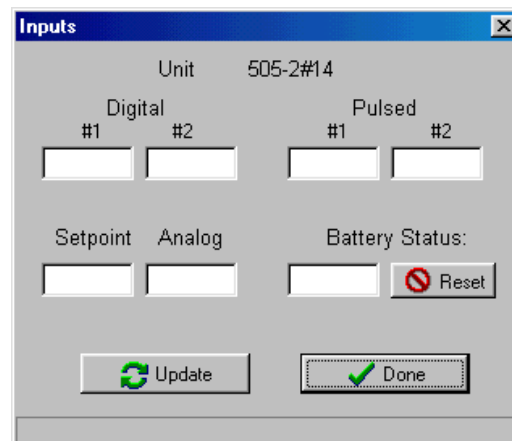 Inputs
Unit 505-2#14
Digital Pulsed
#1 #2 #1 #2
Setpoint Analog Battery Status:
Reset
Update Done